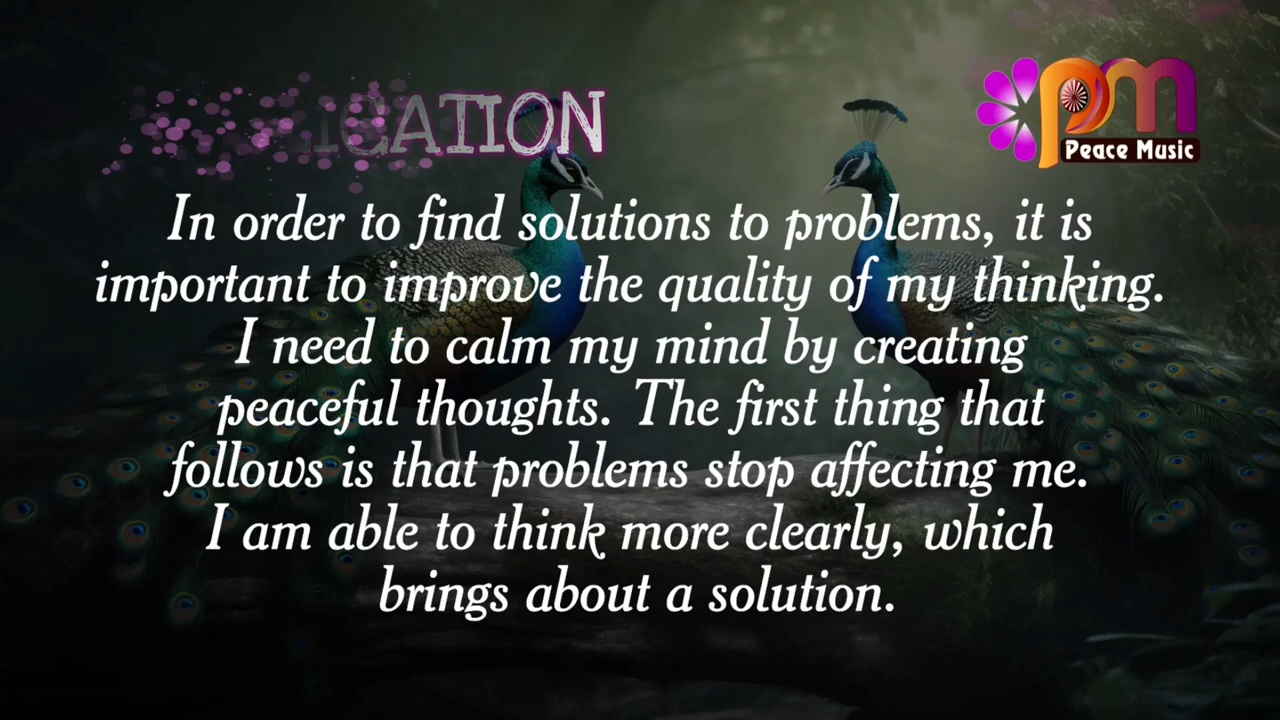 pm
Peace Music
In order to find solutions to problems, it is
important to improve the quality of my thinking.
I need to calm my mind by creating
peaceful thoughts. The first thing that
follows is that problems stop affecting me.
I am able to think more clearly, which
brings about a solution.